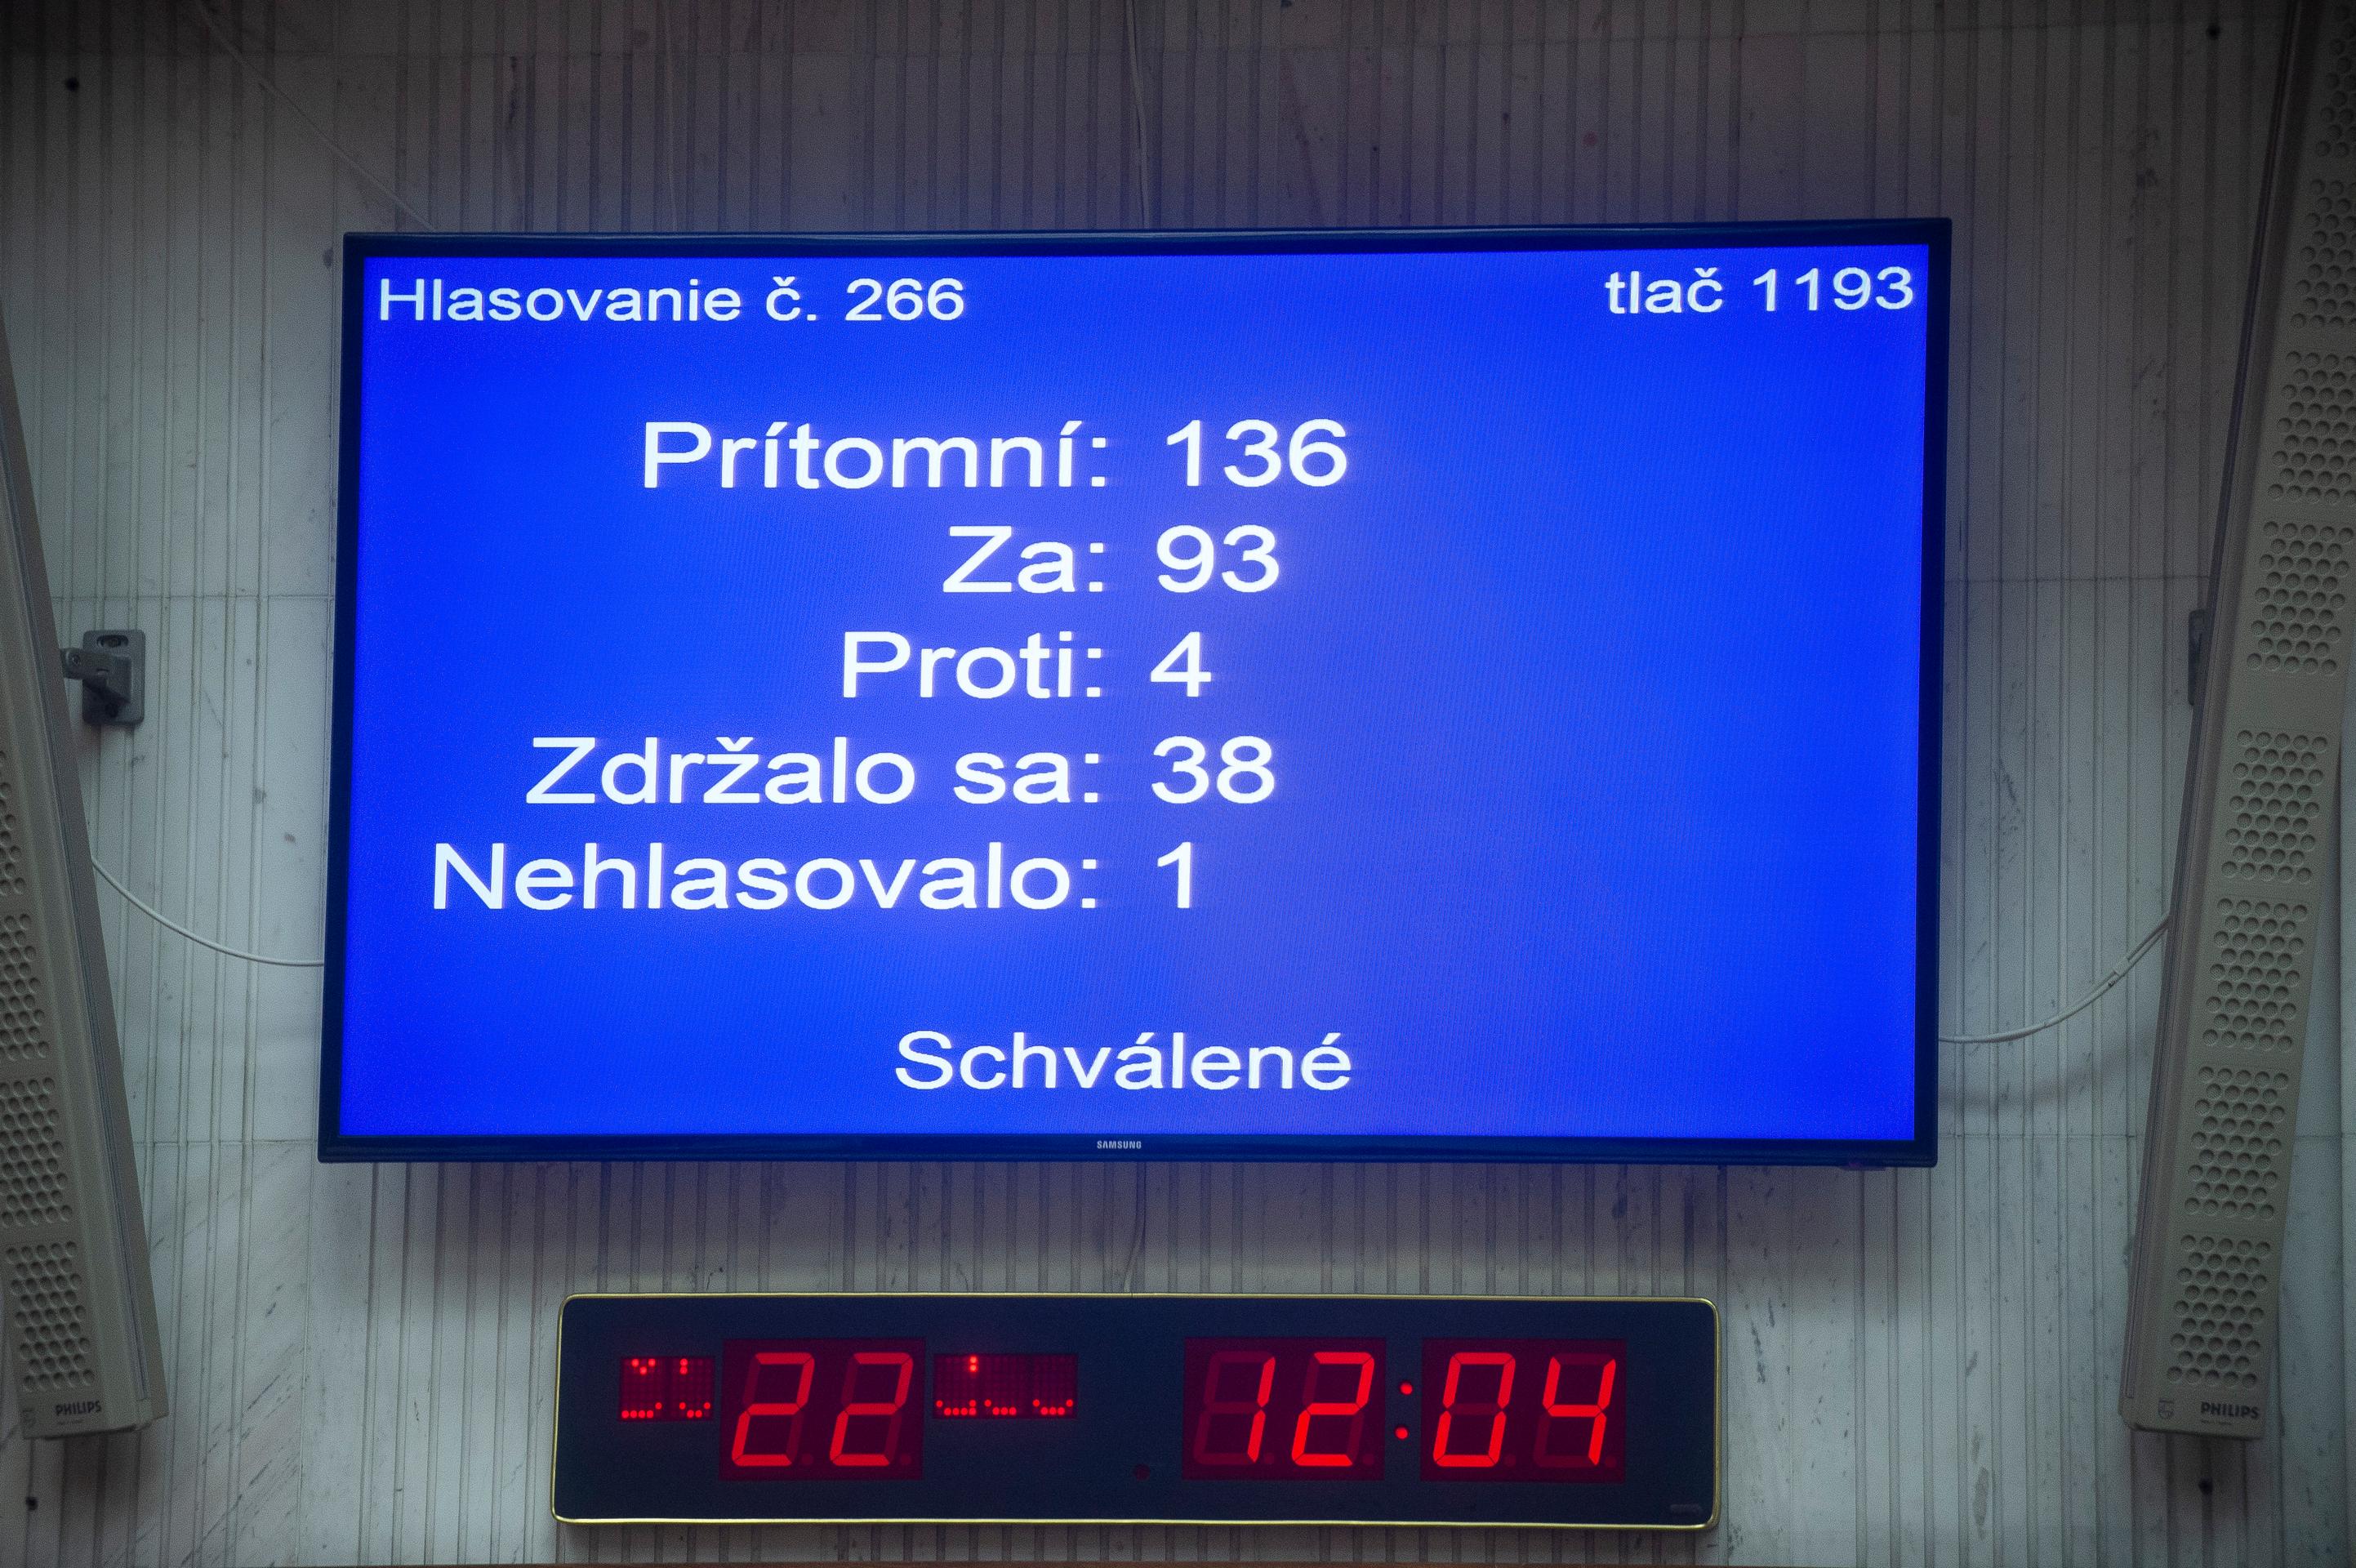 Hlasovanie č. 266 tlač 1193
Prítomní: 136
Za: 93
Proti: 4
Zdržalo sa: 38
Nehlasovalo: 1
Schválené
SAMSUNG
22 12:04
PHILIPS PHILIPS